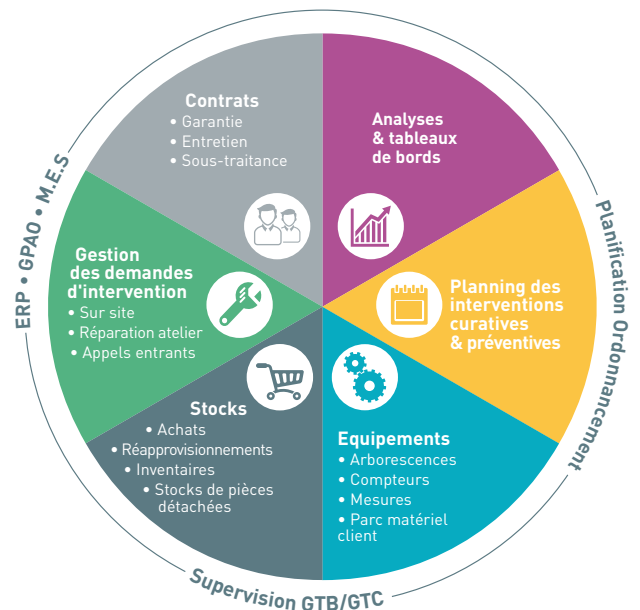 Contrats
• Garantie
• Entretien
• Sous-traitance
Analyses
& tableaux
de bords
Planning des
interventions
curatives
& préventives
Equipements
• Arborescences
• Compteurs
• Mesures
• Parc matériel
client
Stocks
• Achats
• Réapprovisionnements
• Inventaires
• Stocks de pièces
détachées
Gestion
des demandes
d'intervention
• Sur site
• Réparation atelier
• Appels entrants
ERP • GPAO • M.E.S
Planification Ordonnancement
Supervision GTB/GTC